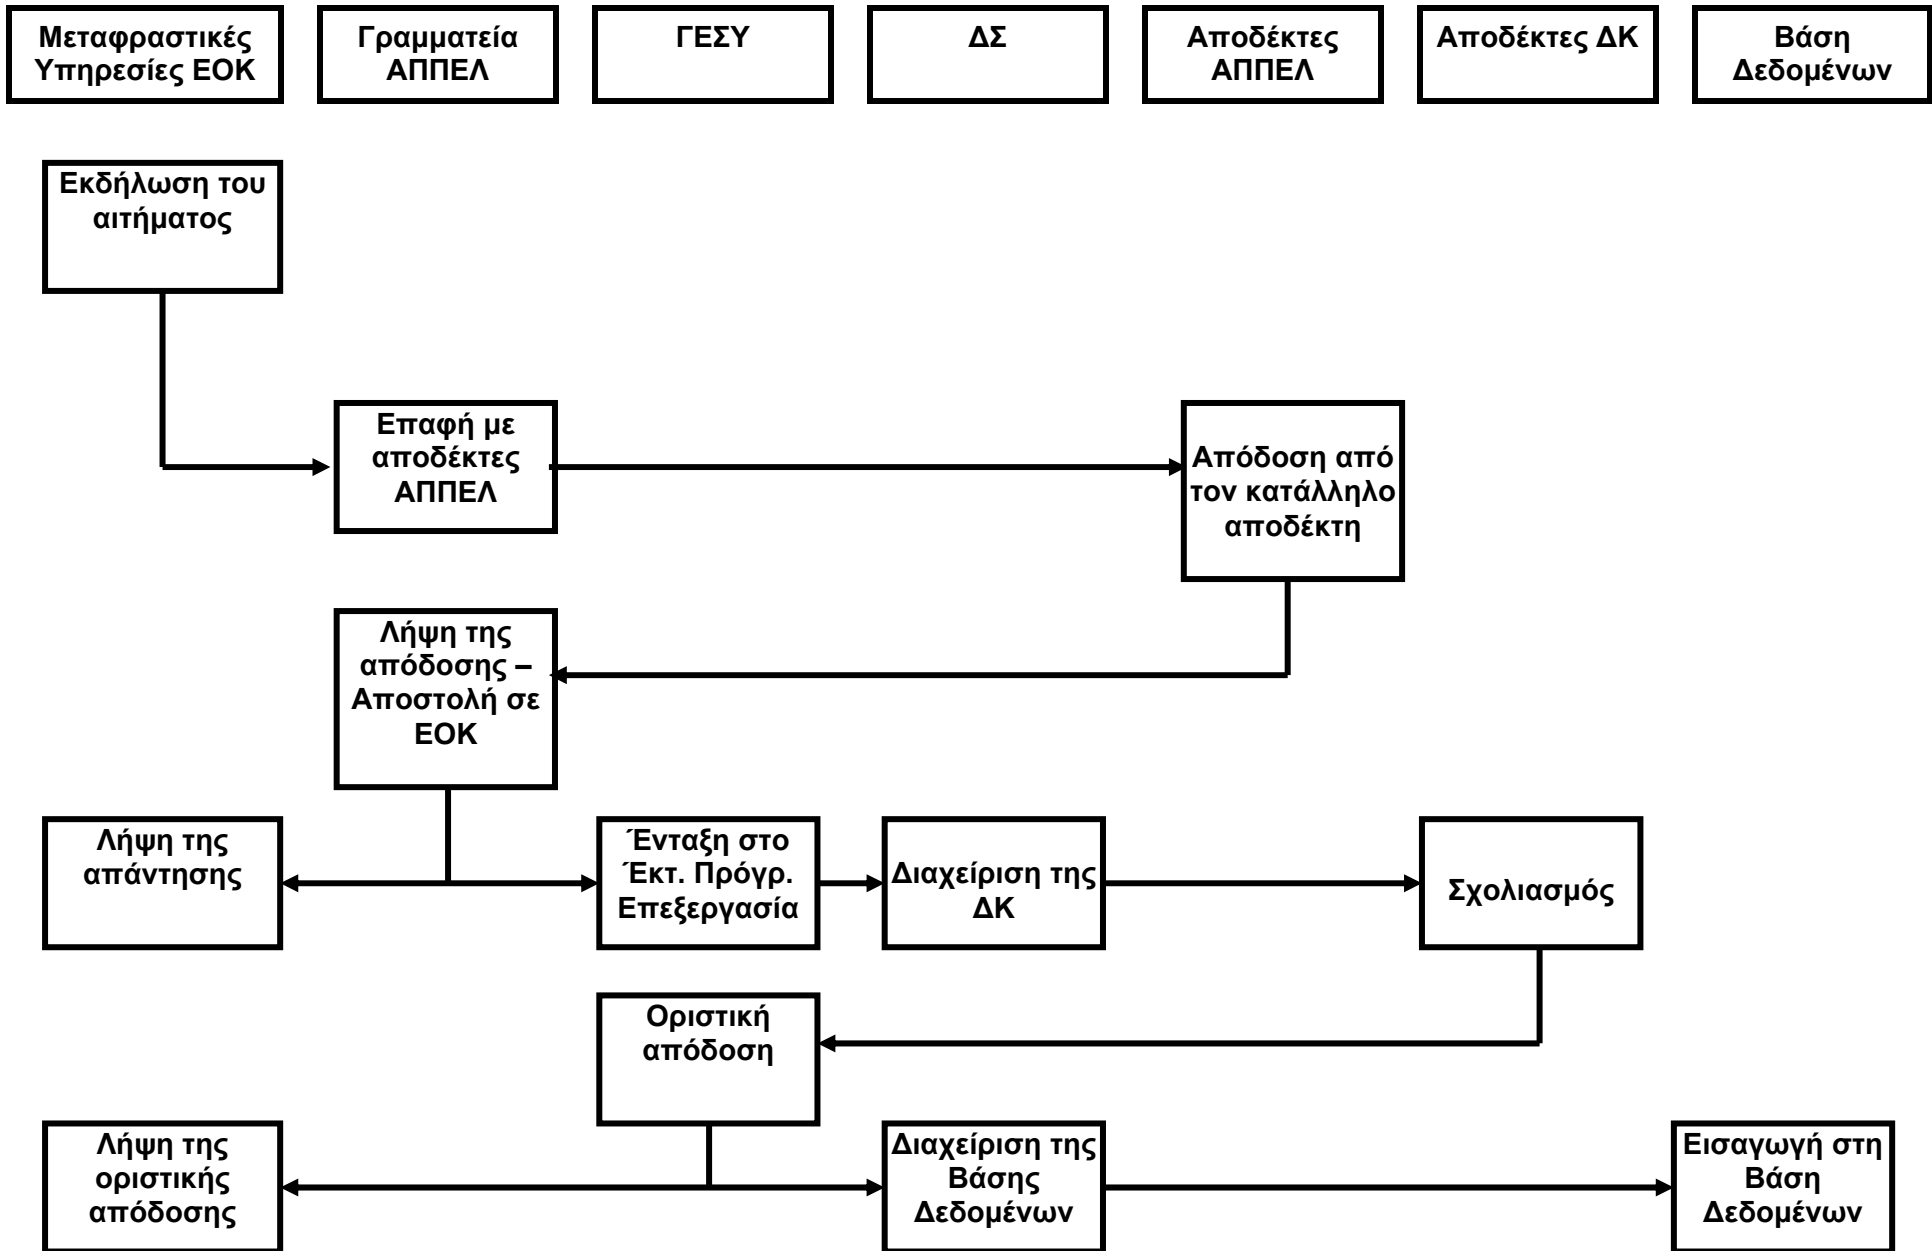 Μεταφραστικές
Υπηρεσίες ΕΟΚ
Γραμματεία
ΑΠΠΕΛ
ΓΕΣΥ
ΔΣ
Αποδέκτες
ΑΠΠΕΛ
Αποδέκτες ΔΚ
Βάση
Δεδομένων
Εκδήλωση του
αιτήματος
Επαφή με
αποδέκτες
ΑΠΠΕΛ
Απόδοση από
τον κατάλληλο
αποδέκτη
Λήψη της
απόδοσης –
Αποστολή σε
ΕΟΚ
Λήψη της
απάντησης
Ένταξη στο
Έκτ. Πρόγρ.
Επεξεργασία
Διαχείριση της
ΔΚ
Σχολιασμός
Οριστική
απόδοση
Λήψη της
οριστικής
απόδοσης
Διαχείριση της
Βάσης
Δεδομένων
Εισαγωγή στη
Βάση
Δεδομένων